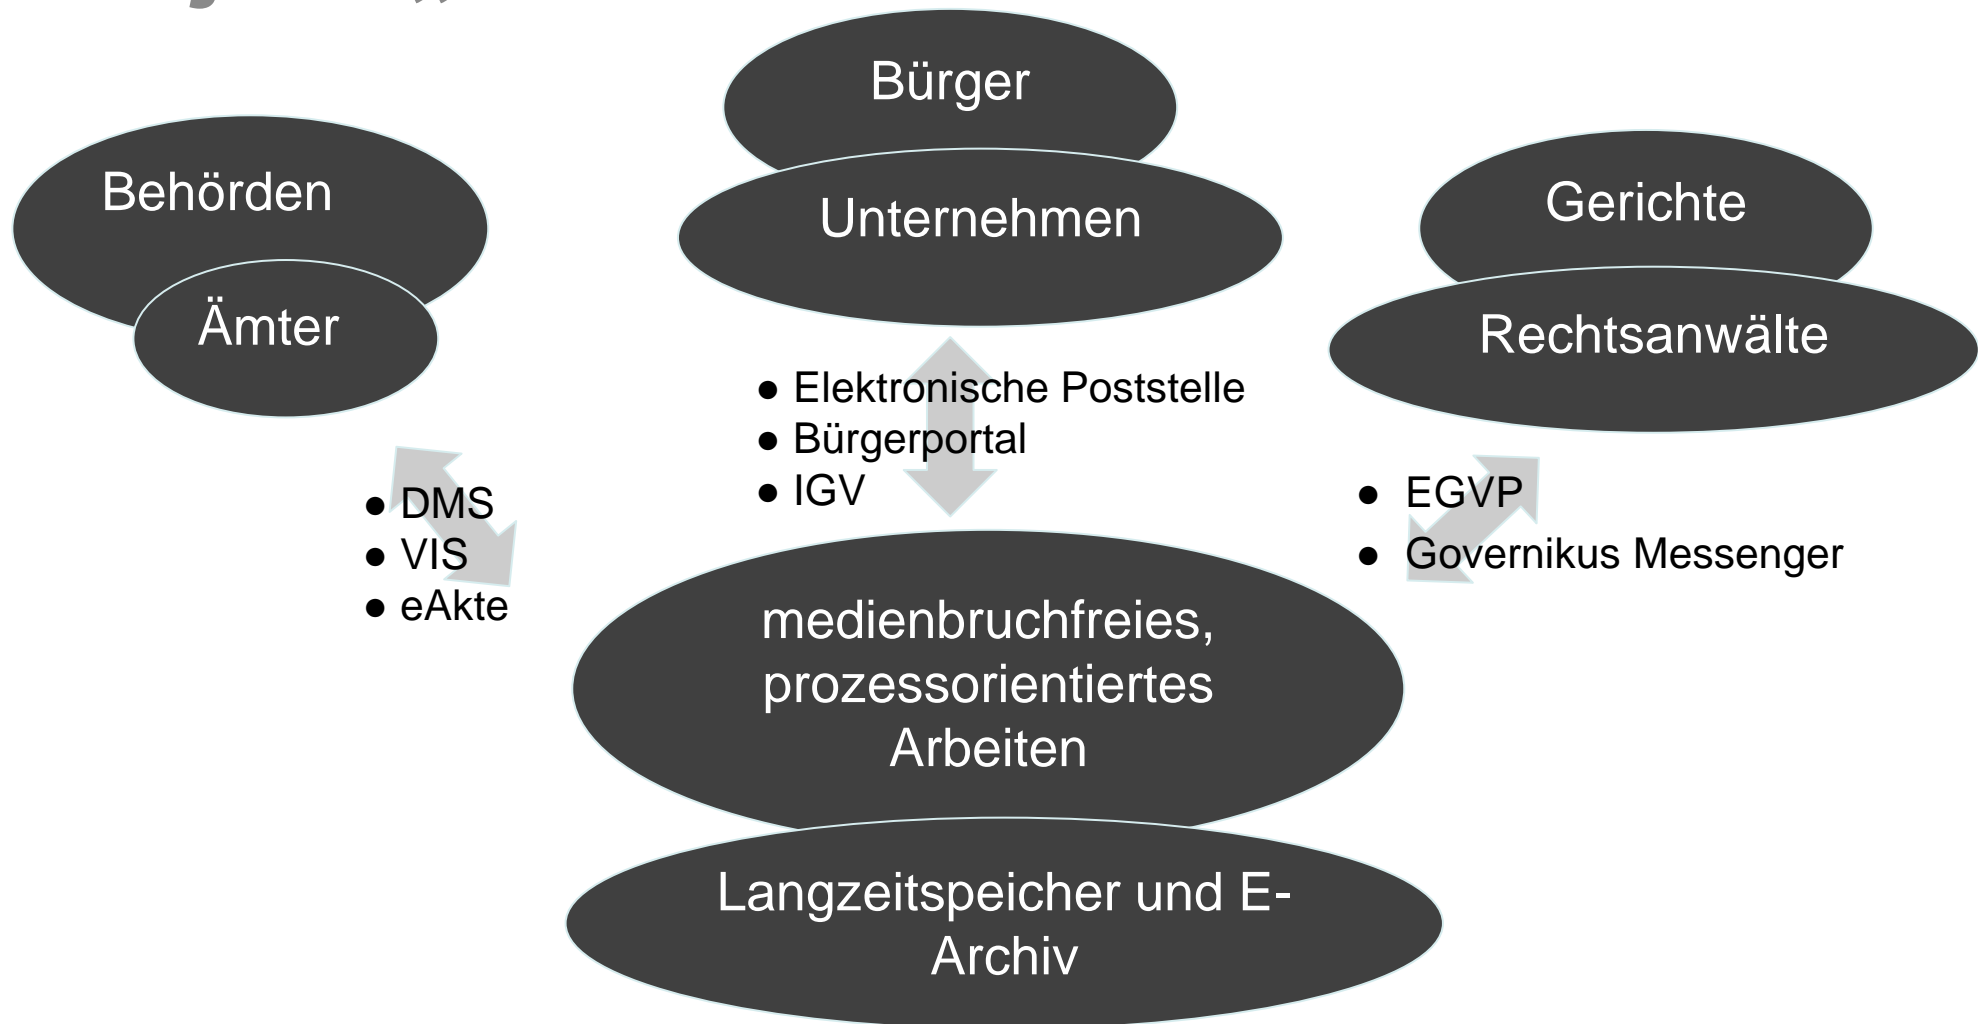 Bürger
Unternehmen
Behörden
Ämter
Gerichte
Rechtsanwälte
● Elektronische Poststelle
● Bürgerportal
● IGV
● DMS
● VIS
● eAkte
● EGVP
● Governikus Messenger
medienbruchfreies,
prozessorientiertes
Arbeiten
Langzeitspeicher und E-
Archiv